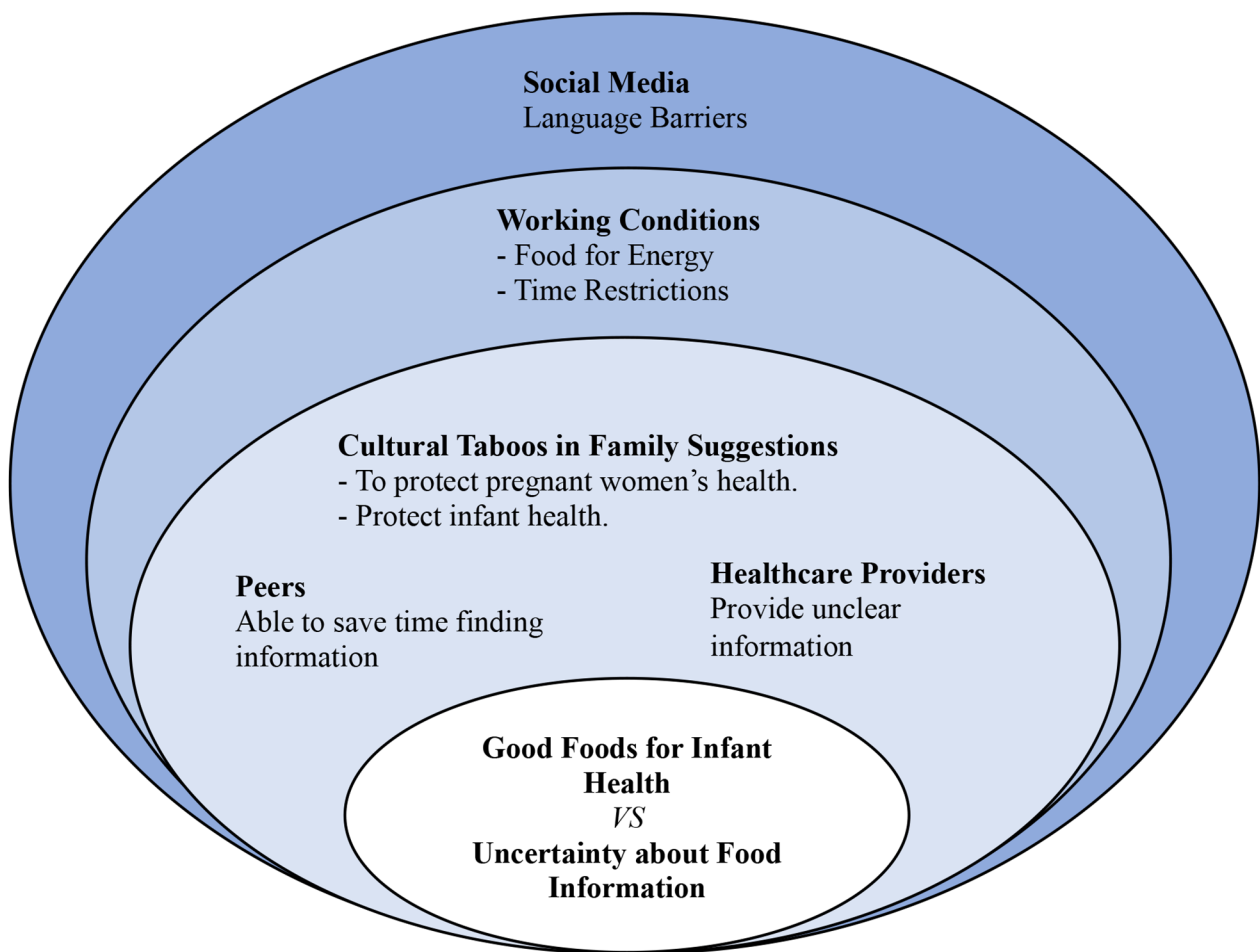 Social Media
Language Barriers
Working Conditions
- Food for Energy
- Time Restrictions
Cultural Taboos in Family Suggestions
- To protect pregnant women’s health.
- Protect infant health.
Peers
Able to save time finding
information
Healthcare Providers
Provide unclear
information
Good Foods for Infant
Health
VS
Uncertainty about Food
Information